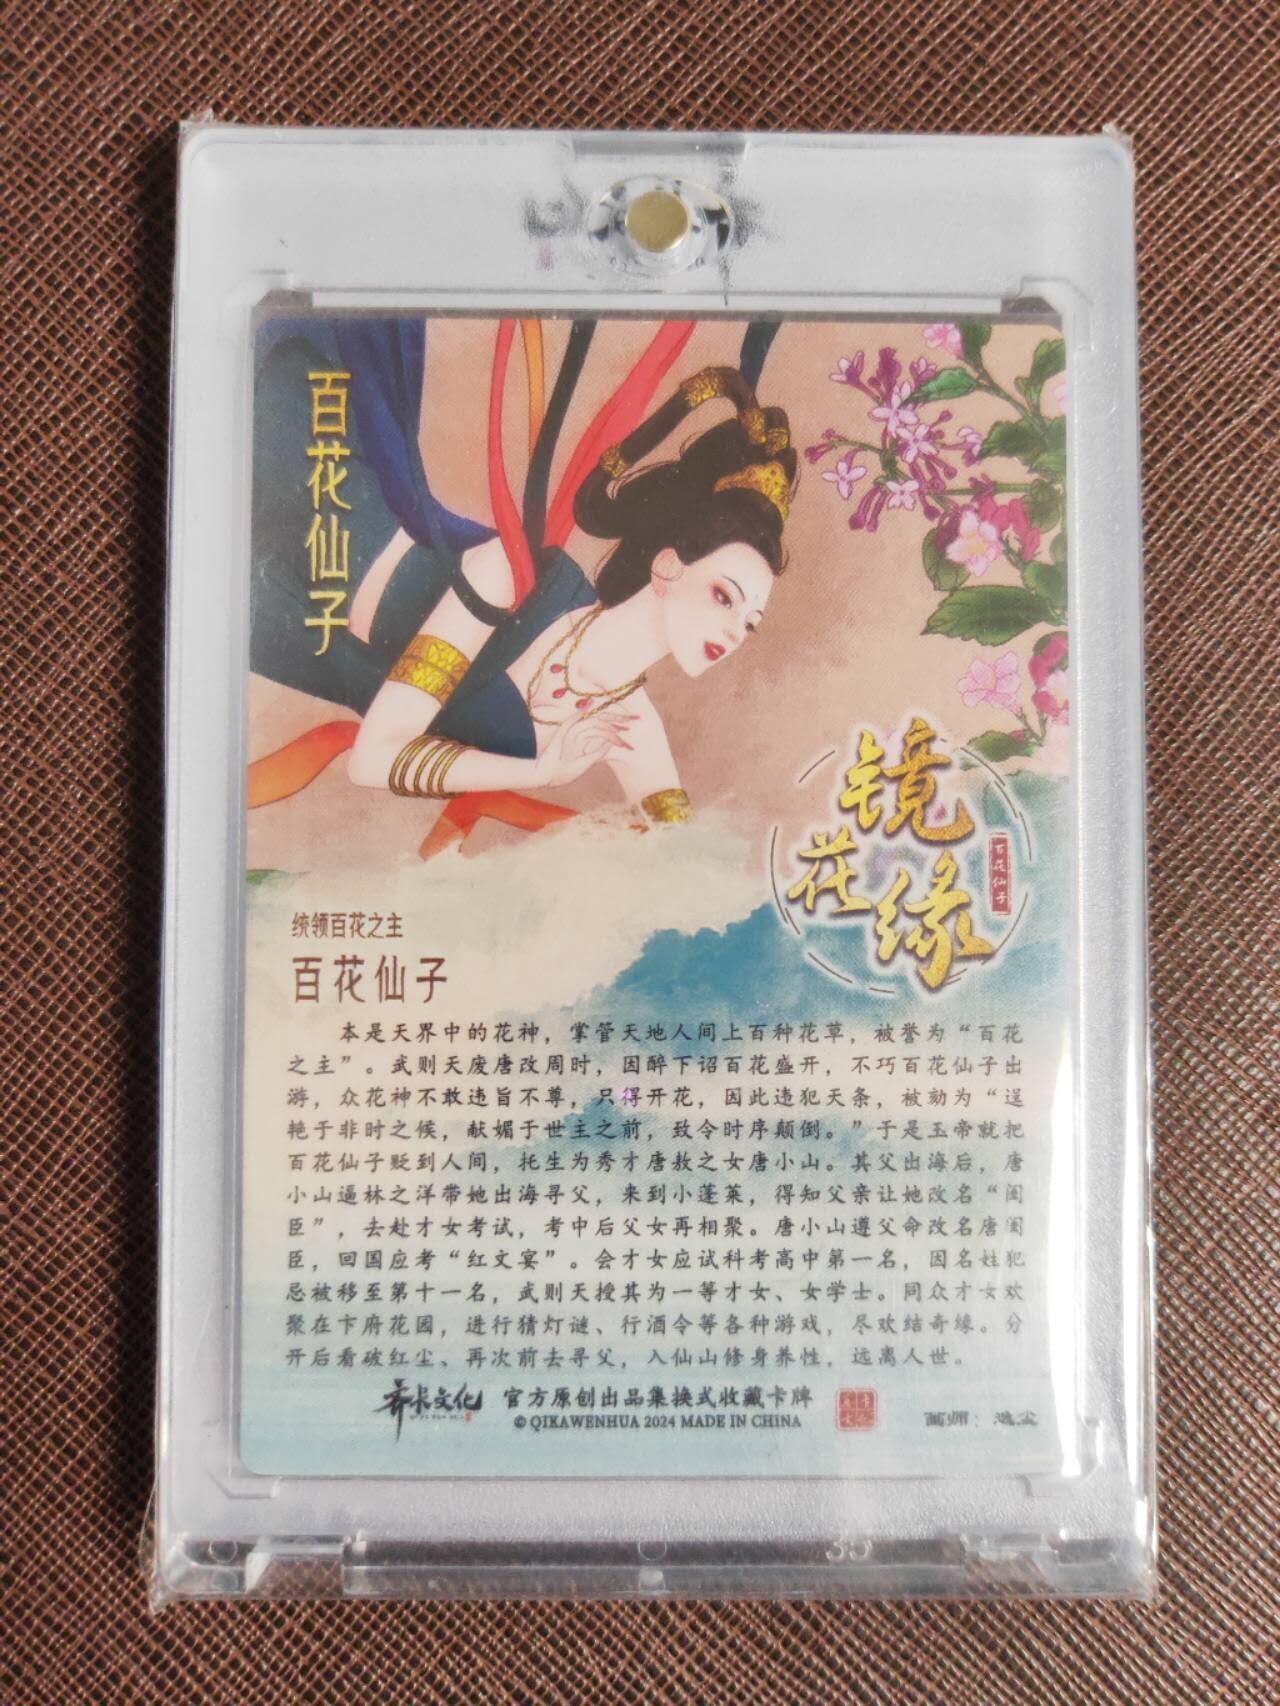 百花仙子
镜花缘
百花仙子
统领百花之主
百花仙子
本是天界中的花神，掌管天地人间上百种花草，被誉为“百花
之主”。武则天废唐改周时，因醉下诏百花盛开，不巧百花仙子出
游，众花神不敢违旨不尊，只得开花，因此违犯天条，被劾为“逞
艳于非时之候，献媚于世主之前，致令时序颠倒。”于是玉帝就把
百花仙子贬到人间，托生为秀才唐敖之女唐小山。其父出海后，唐
小山逼林之洋带她出海寻父，来到小蓬莱，得知父亲让她改名“闺
臣”，去赴才女考试，考中后父女再相聚。唐小山遵父命改名唐闺
臣，回国应考“红文宴”。会才女应试科考高中第一名，因名姓犯
忌被移至第十一名，武则天授其为一等才女、女学士。同众才女欢
聚在卞府花园，进行猜灯谜、行酒令等各种游戏，尽欢结奇缘。分
开后看破红尘、再次前去寻父，入仙山修身养性，远离人世。
齐卡文化
官方原创出品集换式收藏卡牌
©QIKAWENHUA 2024 MADE IN CHINA
画师：逸尘
35